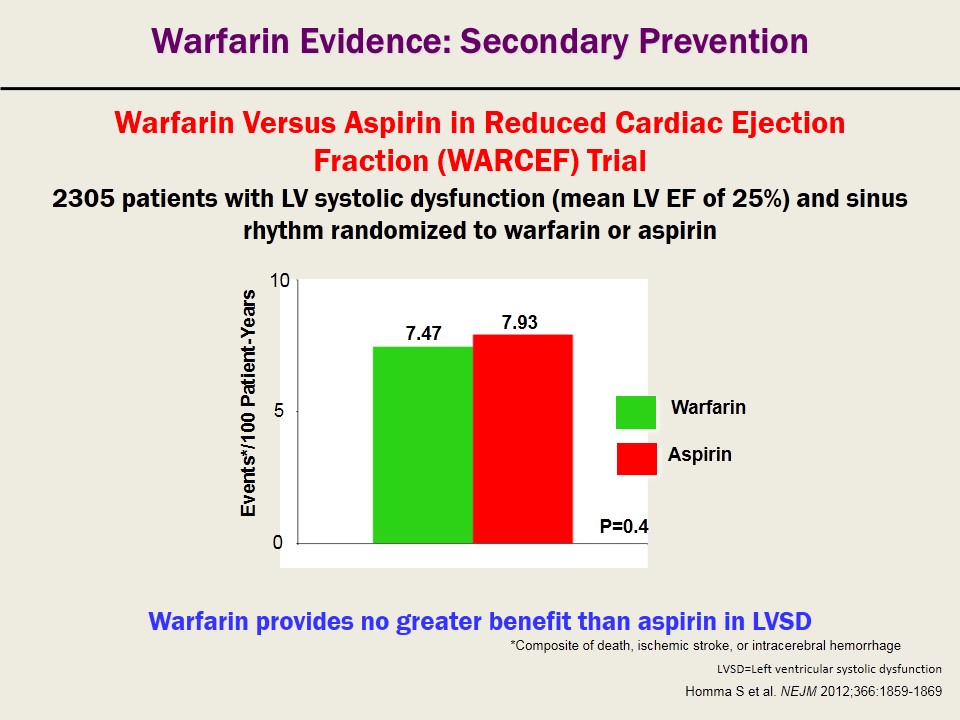 Warfarin Evidence: Secondary Prevention
Warfarin Versus Aspirin in Reduced Cardiac Ejection
Fraction (WARCEF) Trial
2305 patients with LV systolic dysfunction (mean LV EF of 25%) and sinus
rhythm randomized to warfarin or aspirin
Events*/100 Patient-Years
10
5
0
7.47
7.93
Warfarin
Aspirin
P=0.4
Warfarin provides no greater benefit than aspirin in LVSD
*Composite of death, ischemic stroke, or intracerebral hemorrhage
LVSD=Left ventricular systolic dysfunction
Homma S et al. NEJM 2012;366:1859-1869